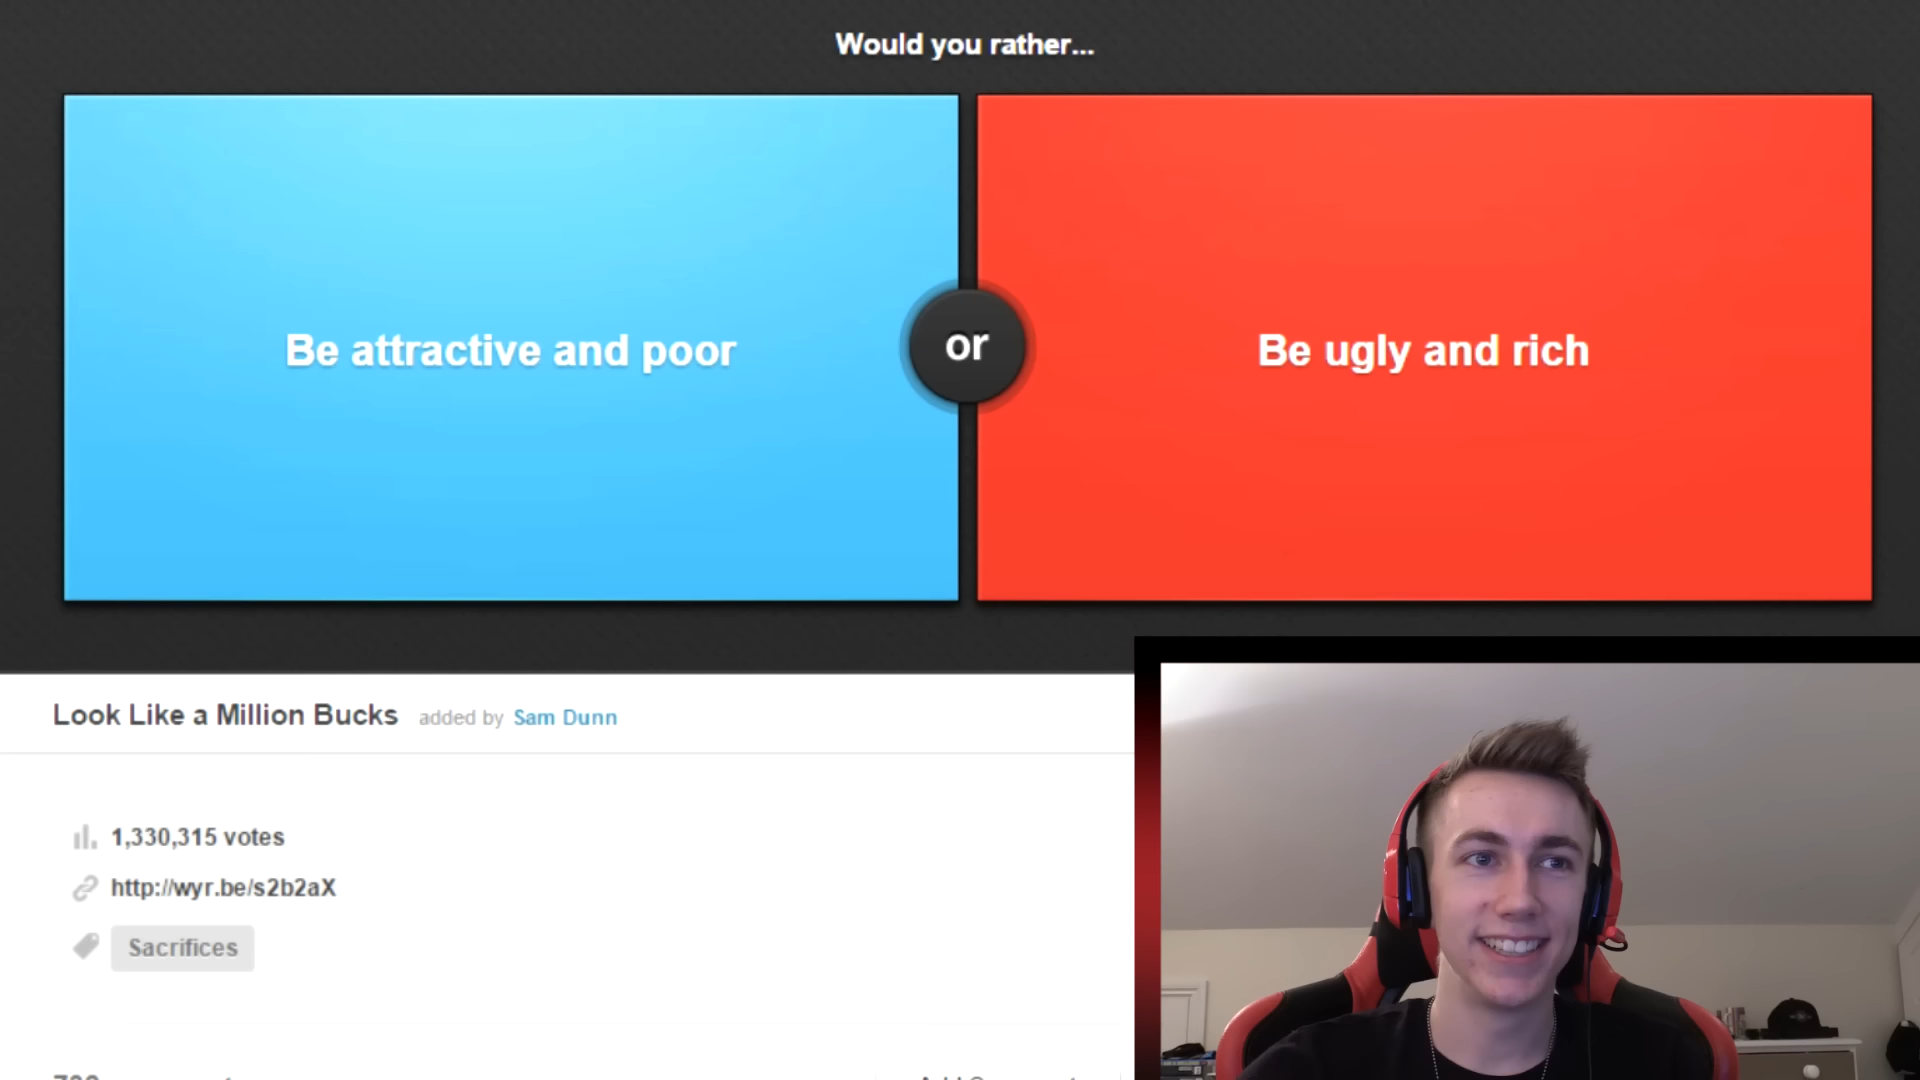 Would you rather...
Be attractive and poor
or
Be ugly and rich
Look Like a Million Bucks added by Sam Dunn
1,330,315 votes
http://wyr.be/s2b2aX
Sacrifices